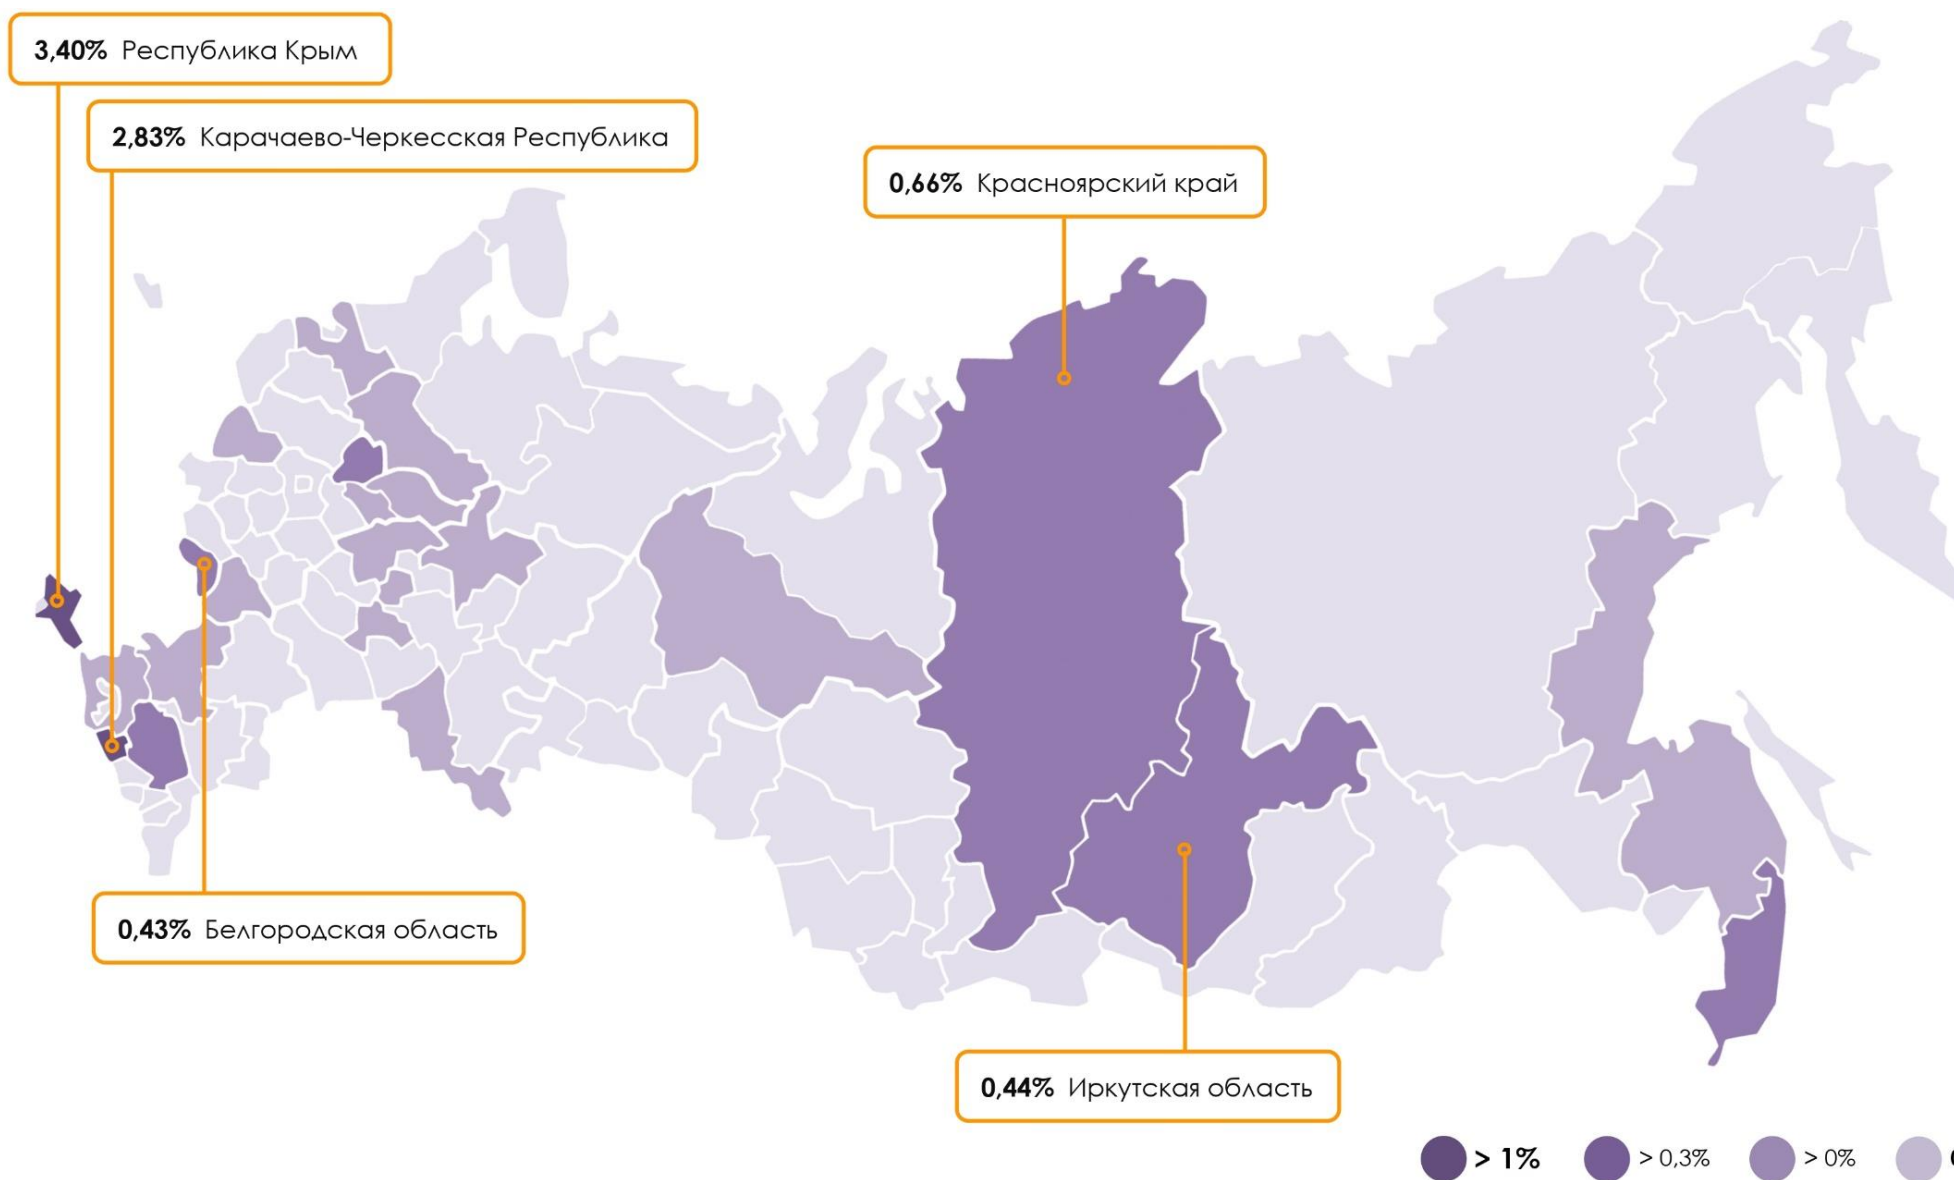 3,40% Республика Крым
2,83% Карачаево-Черкесская Республика
0,66% Красноярский край
0,43% Белгородская область
0,44% Иркутская область
> 1% > 0,3% > 0%